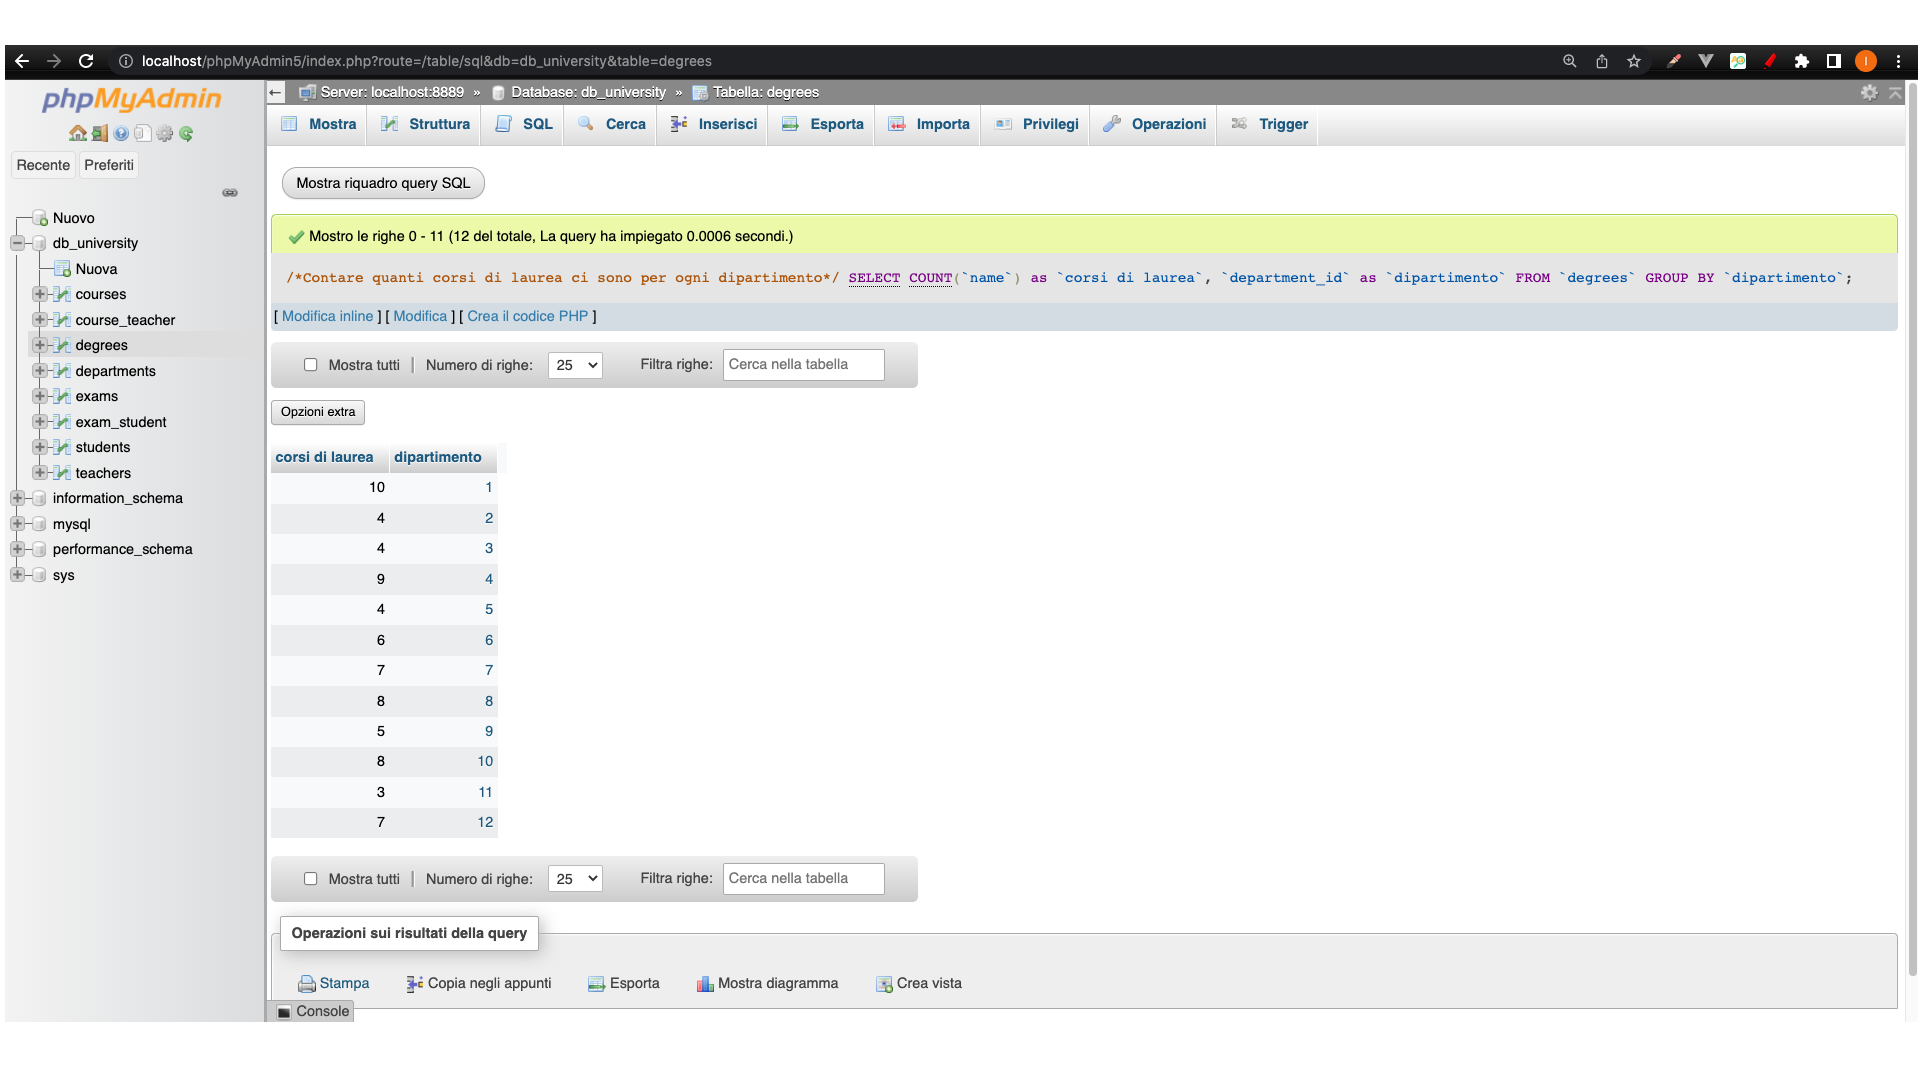 localhost/phpMyAdmin5/index.php?route=/table/sql&db=db_university&table=degrees
I
phpMyAdmin
Recente Preferiti
Nuovo
db_university
Nuova
courses
course_teacher
degrees
departments
exams
exam_student
students
teachers
information_schema
mysql
performance_schema
sys
Server: localhost:8889 » Database: db_university » Tabella: degrees
Mostra Struttura SQL Cerca Inserisci Esporta Importa Privilegi Operazioni Trigger
Mostra riquadro query SQL
Mostro le righe 0 - 11 (12 del totale, La query ha impiegato 0.0006 secondi.)
/*Contare quanti corsi di laurea ci sono per ogni dipartimento*/ SELECT COUNT(`name`) as `corsi di laurea`, `department_id` as `dipartimento` FROM `degrees` GROUP BY `dipartimento`;
[ Modifica inline ] [ Modifica ] [ Crea il codice PHP ]
Mostra tutti | Numero di righe: 25 Filtra righe: Cerca nella tabella
Opzioni extra
corsi di laurea dipartimento
10 1
4 2
4 3
9 4
4 5
6 6
7 7
8 8
5 9
8 10
3 11
7 12
Mostra tutti | Numero di righe: 25 Filtra righe: Cerca nella tabella
Operazioni sui risultati della query
Stampa Copia negli appunti Esporta Mostra diagramma Crea vista
Console